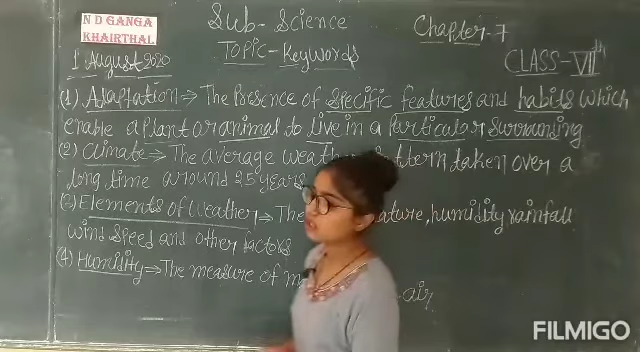 N D GANGA
KHAIRTHAL
Sub- Science
Chapter-7
TOPIC- Keywords
1 August 2020
CLASS-VII th
(1) Adaptation → The Presence of specific features and habits which
enable a plant or animal to live in a Particular Surrounding
(2) Climate → The average weather taken over a
long time around 25 years
(3) Elements of Weather → The humidity rainfall
wind speed and other factors
(4) Humidity → The measure of air
FILMIGO